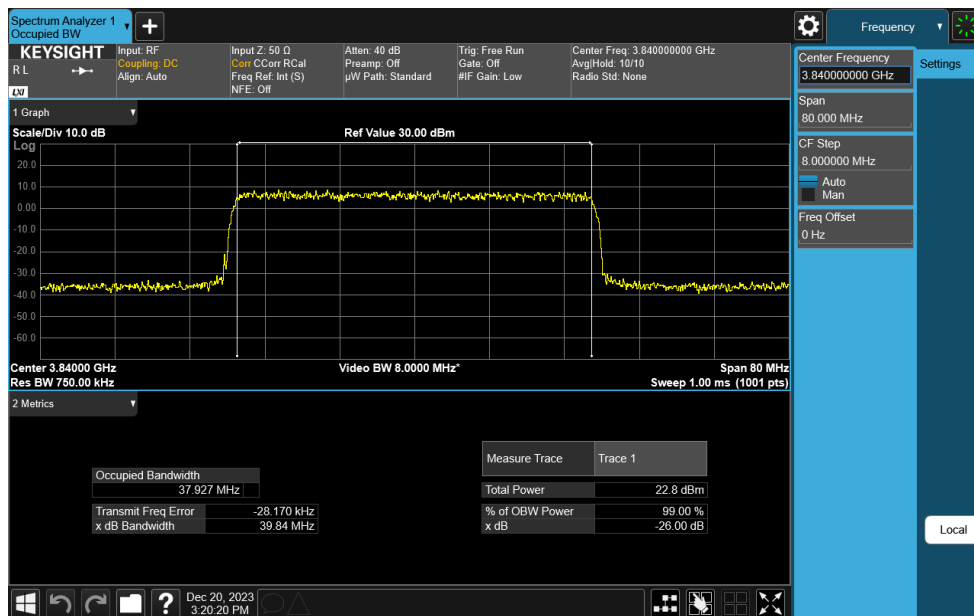 Spectrum Analyzer 1
Occupied BW
Frequency
KEYSIGHT
R L
LXI
Input: RF
Coupling: DC
Align: Auto
Input Z: 50 Ω
Corr CCorr RCal
Freq Ref: Int (S)
NFE: Off
Atten: 40 dB
Preamp: Off
µW Path: Standard
Trig: Free Run
Gate: Off
#IF Gain: Low
Center Freq: 3.840000000 GHz
Avg|Hold: 10/10
Radio Std: None
Center Frequency
3.840000000 GHz
Settings
Span
80.000 MHz
CF Step
8.000000 MHz
Auto
Man
Freq Offset
0 Hz
Local
1 Graph
Scale/Div 10.0 dB
Ref Value 30.00 dBm
Log
20.0
10.0
0.00
-10.0
-20.0
-30.0
-40.0
-50.0
-60.0
Center 3.84000 GHz
Video BW 8.0000 MHz*
Span 80 MHz
Res BW 750.00 kHz
Sweep 1.00 ms (1001 pts)
2 Metrics
Occupied Bandwidth
37.927 MHz
Transmit Freq Error -28.170 kHz
x dB Bandwidth 39.84 MHz
Measure Trace Trace 1
Total Power 22.8 dBm
% of OBW Power 99.00 %
x dB -26.00 dB
Dec 20, 2023
3:20:20 PM